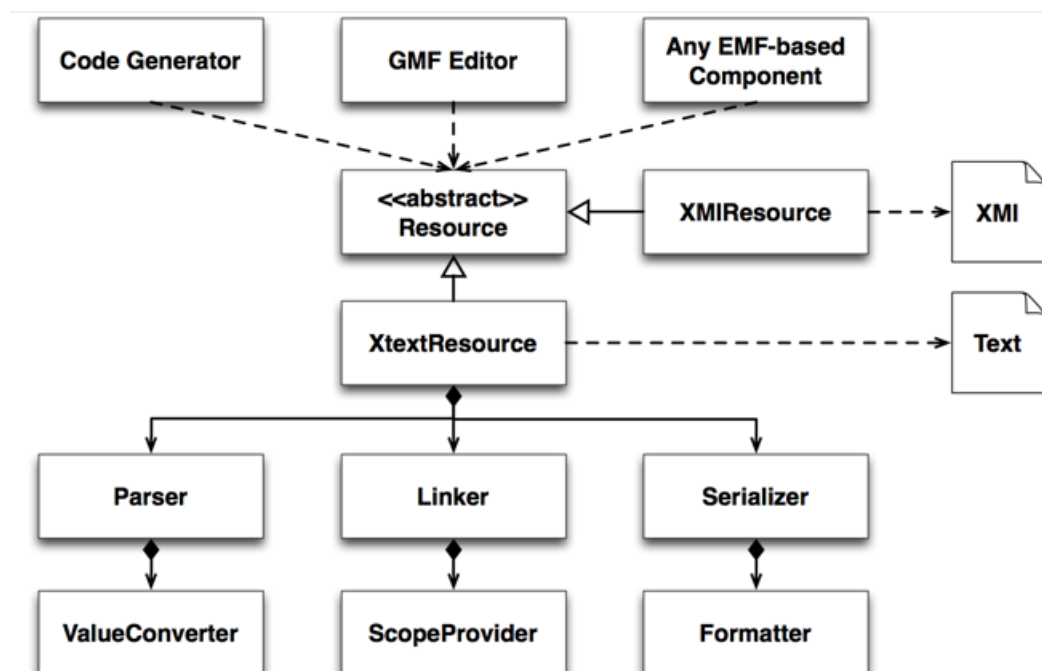 Code Generator
GMF Editor
Any EMF-based
Component
<<abstract>>
Resource
XMIResource
XMI
XtextResource
Text
Parser
Linker
Serializer
ValueConverter
ScopeProvider
Formatter